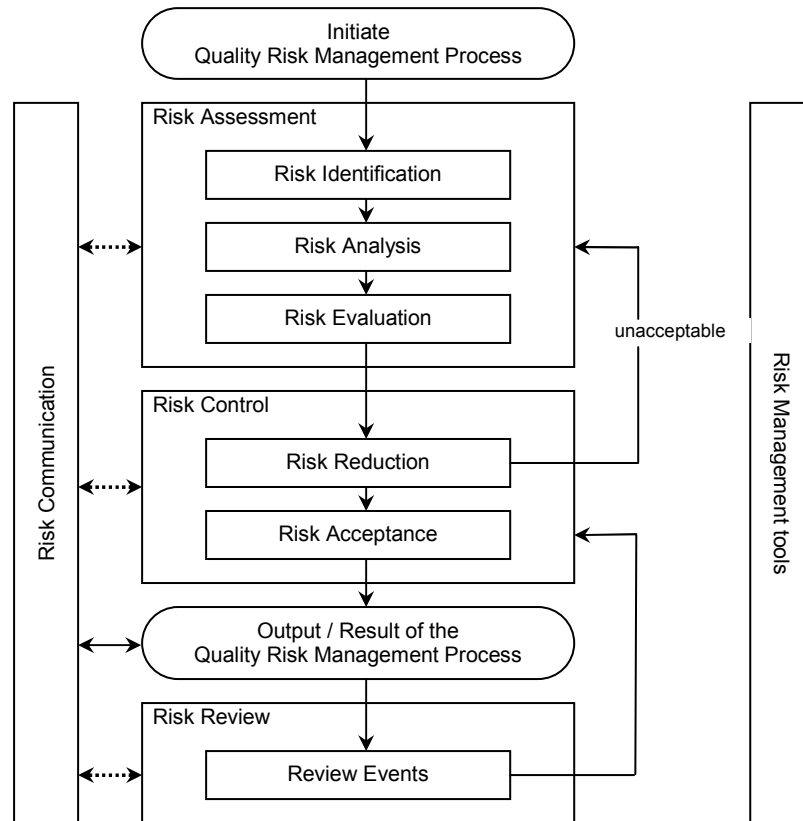 Initiate
Quality Risk Management Process
Risk Assessment
Risk Identification
Risk Analysis
Risk Evaluation
unacceptable
Risk Control
Risk Reduction
Risk Acceptance
Output / Result of the
Quality Risk Management Process
Risk Review
Review Events
Risk Communication
Risk Management tools